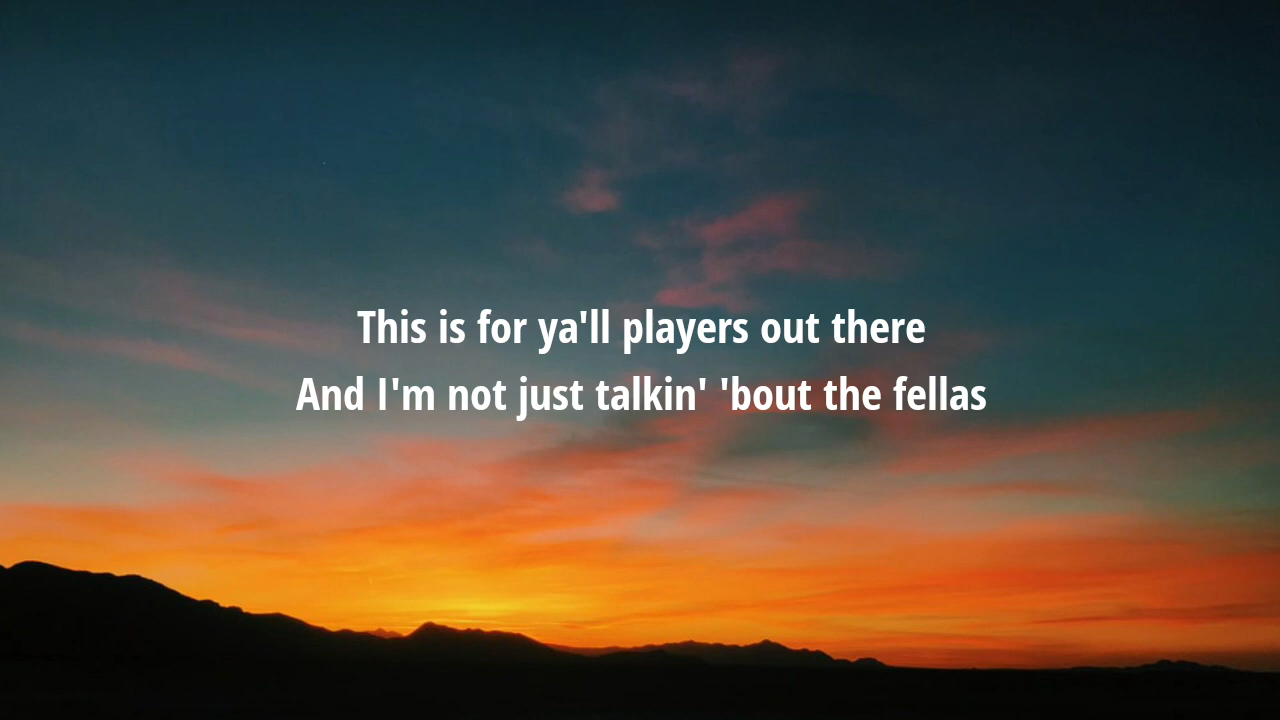 This is for ya'll players out there
And I'm not just talkin' 'bout the fellas